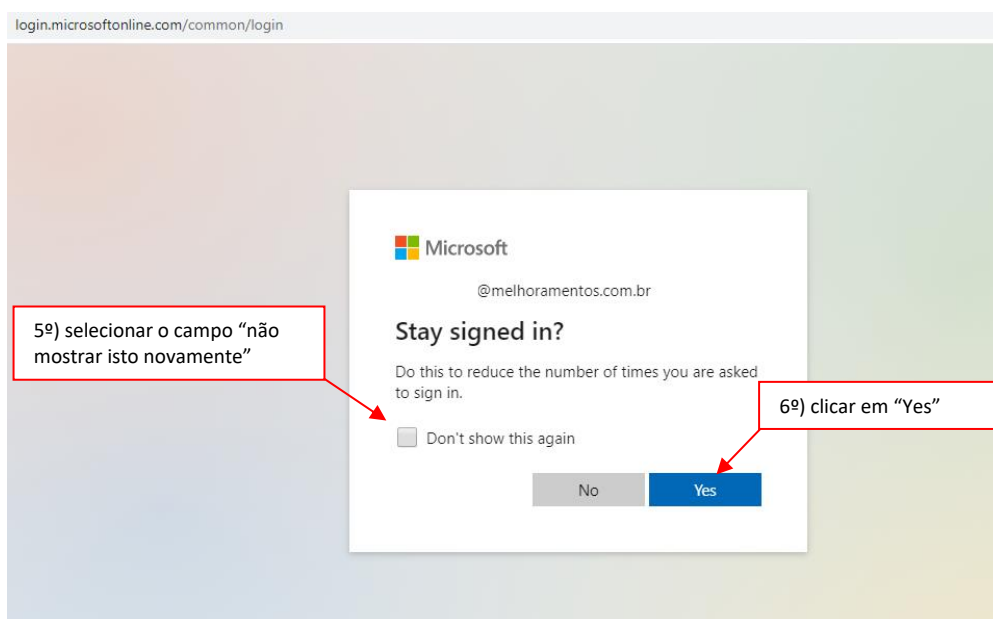 login.microsoftonline.com/common/login
Microsoft
@melhoramentos.com.br
Stay signed in?
5º) selecionar o campo “não
mostrar isto novamente”
Do this to reduce the number of times you are asked
to sign in.
6º) clicar em “Yes”
Don't show this again
No
Yes